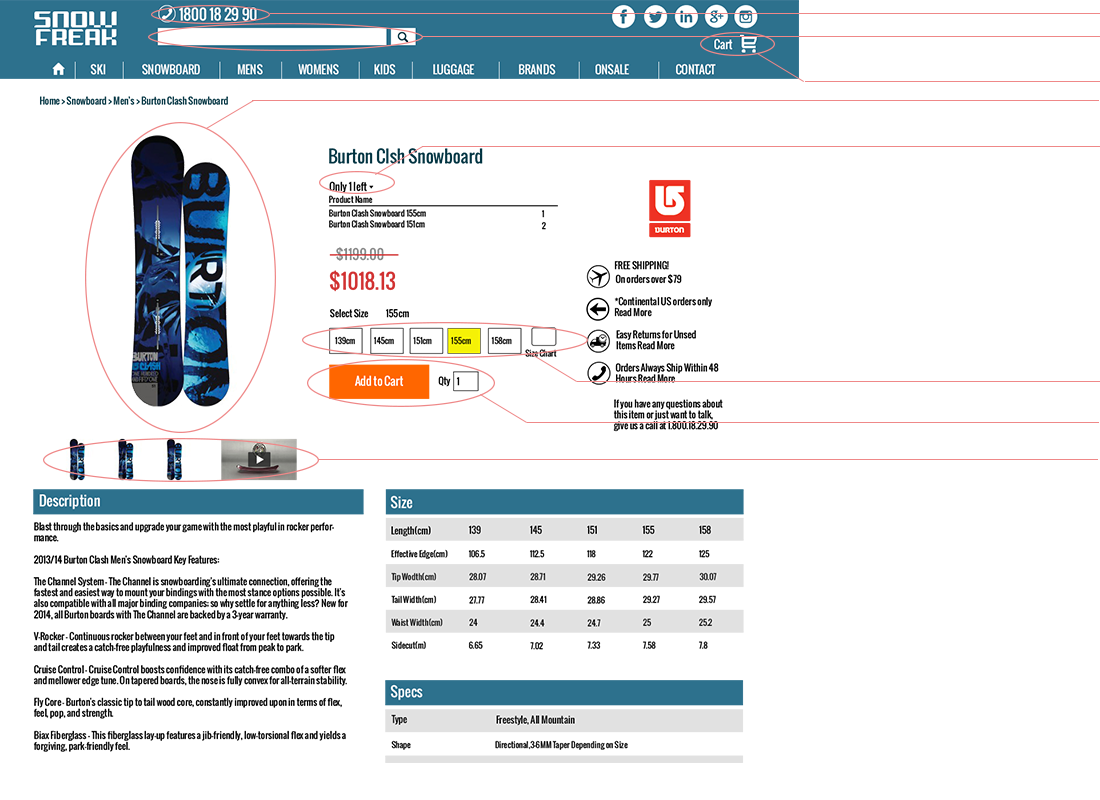 SNOW
FREAK
1800 18 29 90
Cart
SKI
SNOWBOARD
MENS
WOMENS
KIDS
LUGGAGE
BRANDS
ONSALE
CONTACT
Home > Snowboard > Men's > Burton Clash Snowboard
Burton Clsh Snowboard
Only 1 left
Product Name
Burton Clash Snowboard 155cm 1
Burton Clash Snowboard 151cm 2
$1199.00
$1018.13
Select Size 155cm
139cm 145cm 151cm 155cm 158cm
Size Chart
Add to Cart
Qty 1
BURTON
FREE SHIPPING!
On orders over $79
*Continental US orders only
Read More
Easy Returns for Unsed
Items Read More
Orders Always Ship Within 48
Hours Read More
If you have any questions about
this item or just want to talk,
give us a call at 1.800.18.29.90
BURTON
BURTON
CLASH
Description
Blast through the basics and upgrade your game with the most playful in rocker perfor-
mance.
2013/14 Burton Clash Men's Snowboard Key Features:
The Channel System - The Channel is snowboarding's ultimate connection, offering the
fastest and easiest way to mount your bindings with the most stance options possible. It's
also compatible with all major binding companies; so why settle for anything less? New for
2014, all Burton boards with The Channel are backed by a 3-year warranty.
V-Rocker - Continuous rocker between your feet and in front of your feet towards the tip
and tail creates a catch-free playfulness and improved float from peak to park.
Cruise Control - Cruise Control boosts confidence with its catch-free combo of a softer flex
and mellower edge tune. On tapered boards, the nose is fully convex for all-terrain stability.
Fly Core - Burton's classic tip to tail wood core, constantly improved upon in terms of flex,
feel, pop, and strength.
Biax Fiberglass - This fiberglass lay-up features a jib-friendly, low-torsional flex and yields a
forgiving, park-friendly feel.
Size
Length(cm) 139 145 151 155 158
Effective Edge(cm) 106.5 112.5 118 122 125
Tip Wodth(cm) 28.07 28.71 29.26 29.77 30.07
Tail Width(cm) 27.77 28.41 28.86 29.27 29.57
Waist Width(cm) 24 24.4 24.7 25 25.2
Sidecut(m) 6.65 7.02 7.33 7.58 7.8
Specs
Type Freestyle, All Mountain
Shape Directional,3-6MM Taper Depending on Size